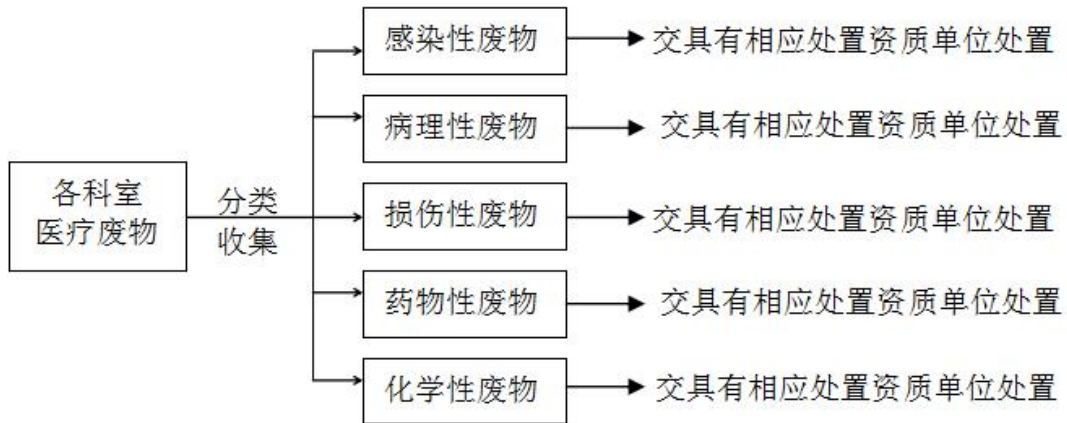 感染性废物
交具有相应处置资质单位处置
病理性废物
交具有相应处置资质单位处置
各科室
医疗废物
分类
收集
损伤性废物
交具有相应处置资质单位处置
药物性废物
交具有相应处置资质单位处置
化学性废物
交具有相应处置资质单位处置